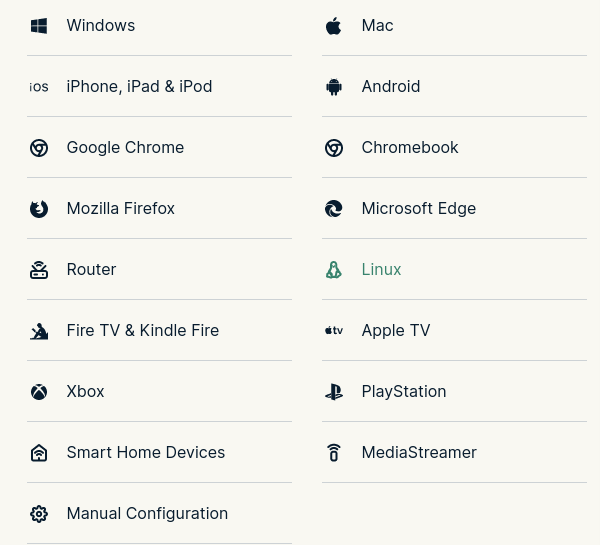 Windows
Mac
iOS iPhone, iPad & iPod
Android
Google Chrome
Chromebook
Mozilla Firefox
Microsoft Edge
Router
Linux
Fire TV & Kindle Fire
tv Apple TV
Xbox
PlayStation
Smart Home Devices
MediaStreamer
Manual Configuration